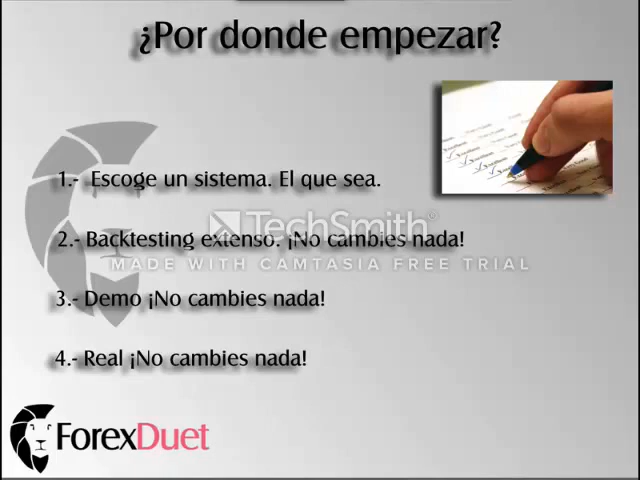 ¿Por donde empezar?
1.- Escoge un sistema. El que sea.
TechSmith®
2.- Backtesting extenso. ¡No cambies nada!
MADE WITH CAMTASIA FREE TRIAL
3.- Demo ¡No cambies nada!
4.- Real ¡No cambies nada!
ForexDuet